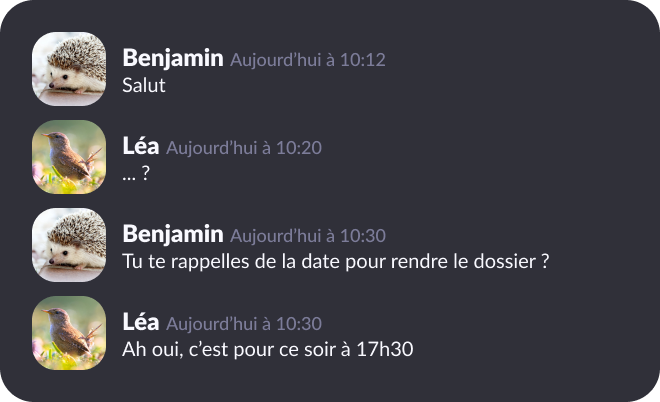 Benjamin Aujourd’hui à 10:12
Salut
Léa Aujourd’hui à 10:20
... ?
Benjamin Aujourd’hui à 10:30
Tu te rappelles de la date pour rendre le dossier ?
Léa Aujourd’hui à 10:30
Ah oui, c’est pour ce soir à 17h30